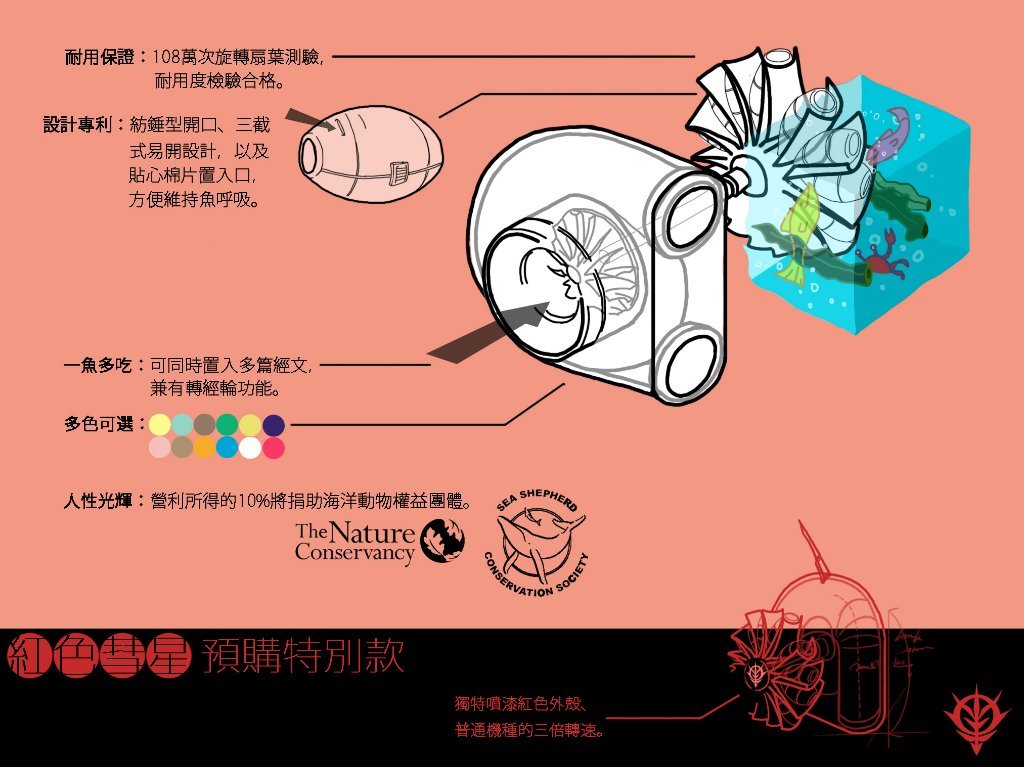 耐用保證：108萬次旋轉扇葉測驗,
耐用度檢驗合格。
設計專利：紡錘型開口、三截
式易開設計, 以及
貼心棉片置入口,
方便維持魚呼吸。
一魚多吃：可同時置入多篇經文,
兼有轉經輪功能。
多色可選：
人性光輝：營利所得的10%將捐助海洋動物權益團體。
The Nature
Conservancy
SEA SHEPHERD
CONSERVATION SOCIETY
紅色彗星 預購特別款
獨特噴漆紅色外殼、
普通機種的三倍轉速。